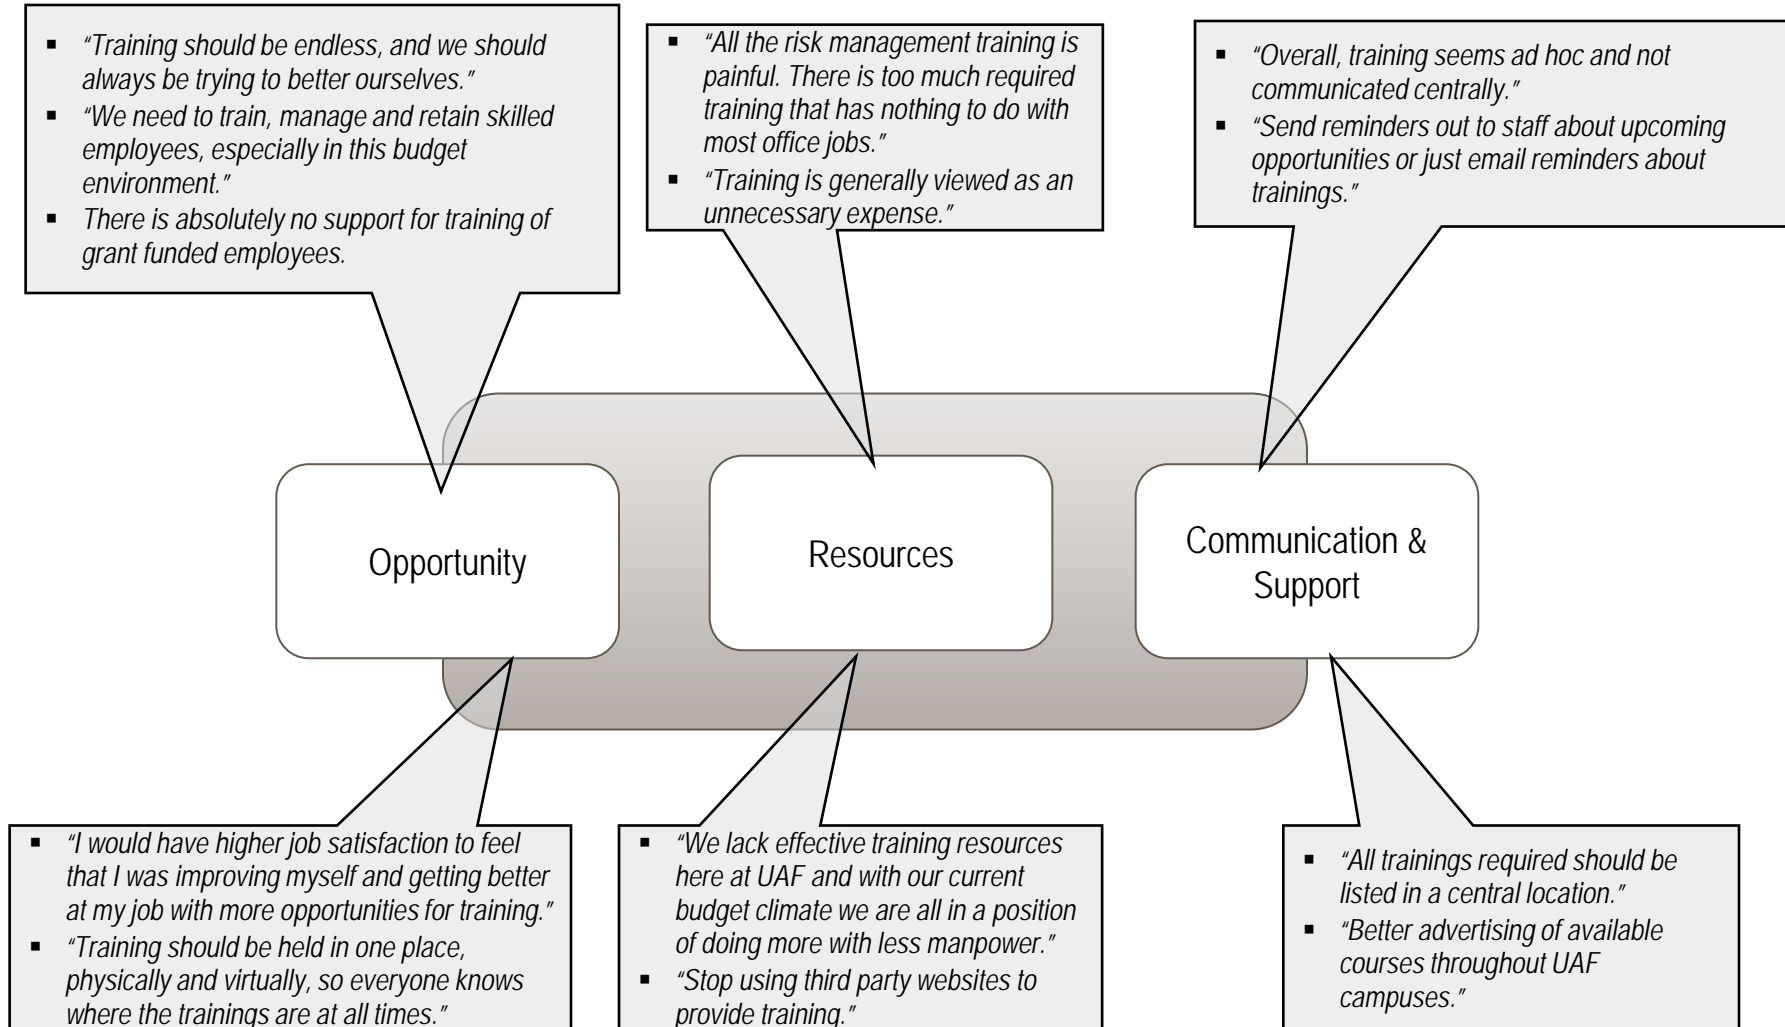 ▪ “Training should be endless, and we should
always be trying to better ourselves.”
▪ “We need to train, manage and retain skilled
employees, especially in this budget
environment.”
▪ There is absolutely no support for training of
grant funded employees.
▪ “All the risk management training is
painful. There is too much required
training that has nothing to do with
most office jobs.”
▪ “Training is generally viewed as an
unnecessary expense.”
▪ “Overall, training seems ad hoc and not
communicated centrally.”
▪ “Send reminders out to staff about upcoming
opportunities or just email reminders about
trainings.”
Opportunity
Resources
Communication &
Support
▪ “I would have higher job satisfaction to feel
that I was improving myself and getting better
at my job with more opportunities for training.”
▪ “Training should be held in one place,
physically and virtually, so everyone knows
where the trainings are at all times.”
▪ “We lack effective training resources
here at UAF and with our current
budget climate we are all in a position
of doing more with less manpower.”
▪ “Stop using third party websites to
provide training.”
▪ “All trainings required should be
listed in a central location.”
▪ “Better advertising of available
courses throughout UAF
campuses.”